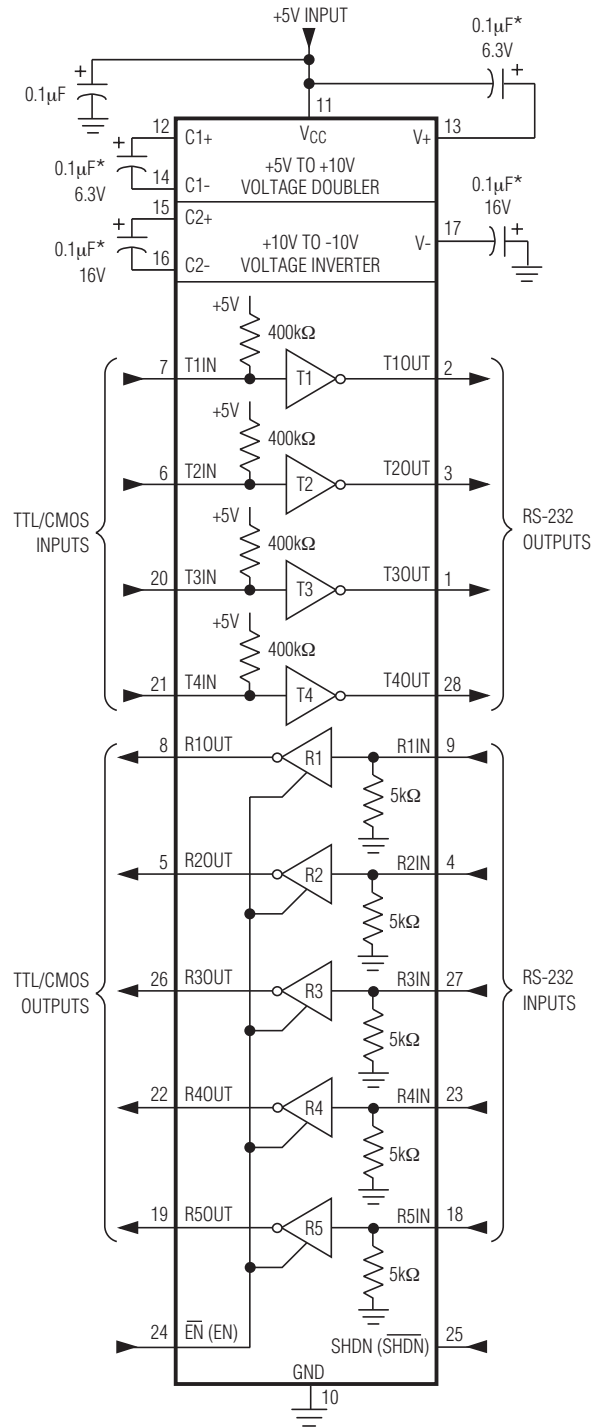 +5V INPUT
0.1µF
0.1µF*
6.3V
11
VCC
12
C1+
0.1µF*
6.3V
14
C1-
+5V TO +10V
VOLTAGE DOUBLER
V+
13
15
C2+
0.1µF*
16V
16
C2-
+10V TO -10V
VOLTAGE INVERTER
V-
17
0.1µF*
16V
+5V
400kΩ
7
T1IN
T1
T1OUT
2
+5V
400kΩ
6
T2IN
T2
T2OUT
3
TTL/CMOS
INPUTS
RS-232
OUTPUTS
+5V
400kΩ
20
T3IN
T3
T3OUT
1
+5V
400kΩ
21
T4IN
T4
T4OUT
28
8
R1OUT
R1
R1IN
9
5kΩ
5
R2OUT
R2
R2IN
4
5kΩ
TTL/CMOS
OUTPUTS
RS-232
INPUTS
26
R3OUT
R3
R3IN
27
5kΩ
22
R4OUT
R4
R4IN
23
5kΩ
19
R5OUT
R5
R5IN
18
5kΩ
24
E̅N̅ (EN)
SHDN (S̅H̅D̅N̅)
25
GND
10